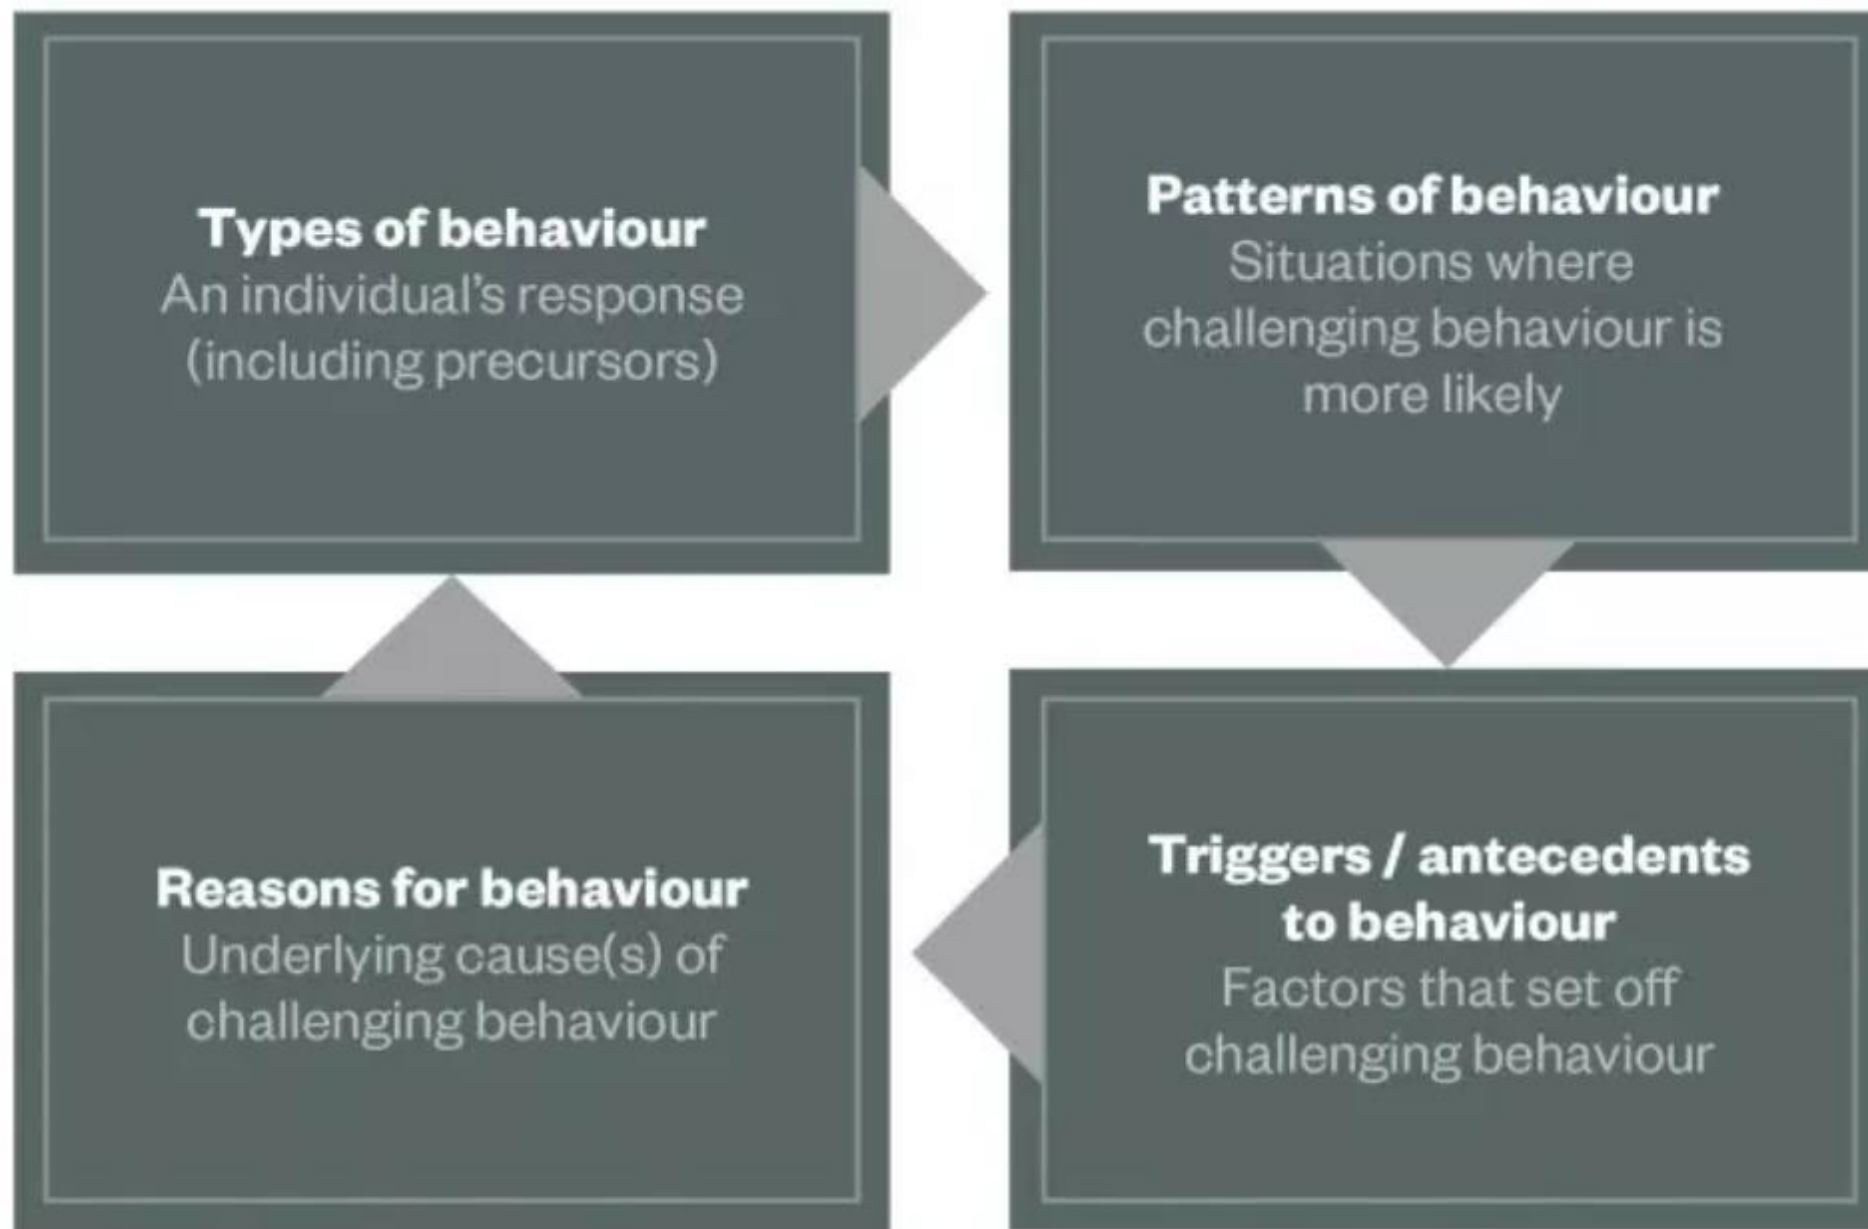 Types of behaviour
An individual's response
(including precursors)
Patterns of behaviour
Situations where
challenging behaviour is
more likely
Reasons for behaviour
Underlying cause(s) of
challenging behaviour
Triggers / antecedents
to behaviour
Factors that set off
challenging behaviour